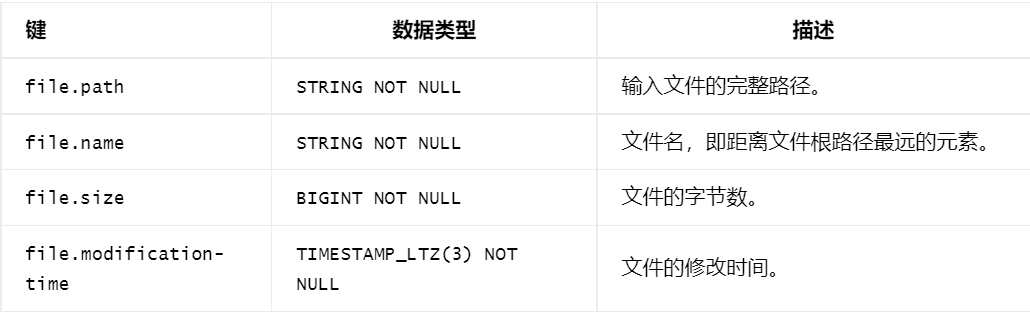 键 数据类型 描述
file.path STRING NOT NULL 输入文件的完整路径。
file.name STRING NOT NULL 文件名，即距离文件根路径最远的元素。
file.size BIGINT NOT NULL 文件的字节数。
file.modification- TIMESTAMP_LTZ(3) NOT 文件的修改时间。
time NULL